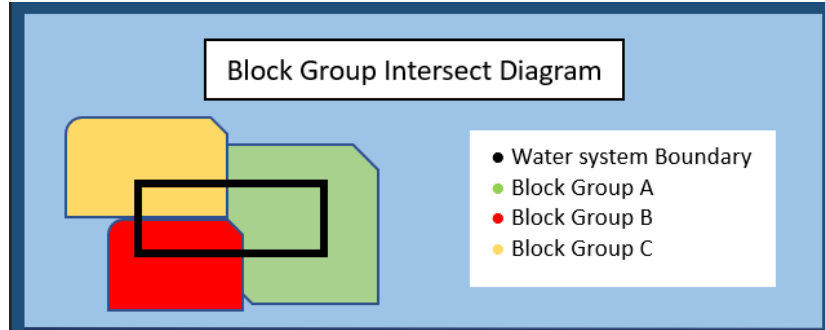 Block Group Intersect Diagram
Water system Boundary
Block Group A
Block Group B
Block Group C